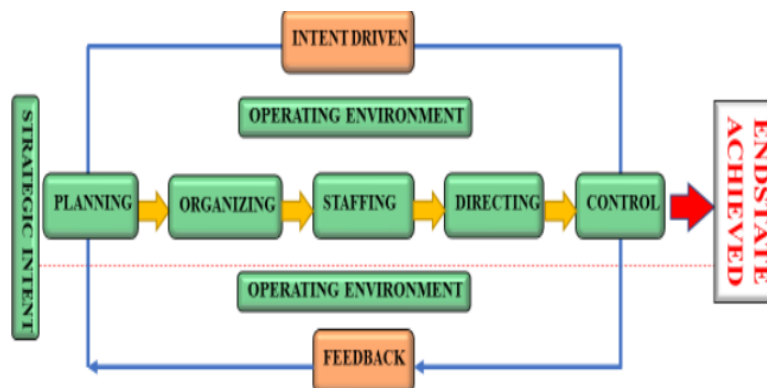 INTENT DRIVEN
OPERATING ENVIRONMENT
STRATEGIC INTENT
PLANNING
ORGANIZING
STAFFING
DIRECTING
CONTROL
ENDSTATE
ACHIEVED
OPERATING ENVIRONMENT
FEEDBACK